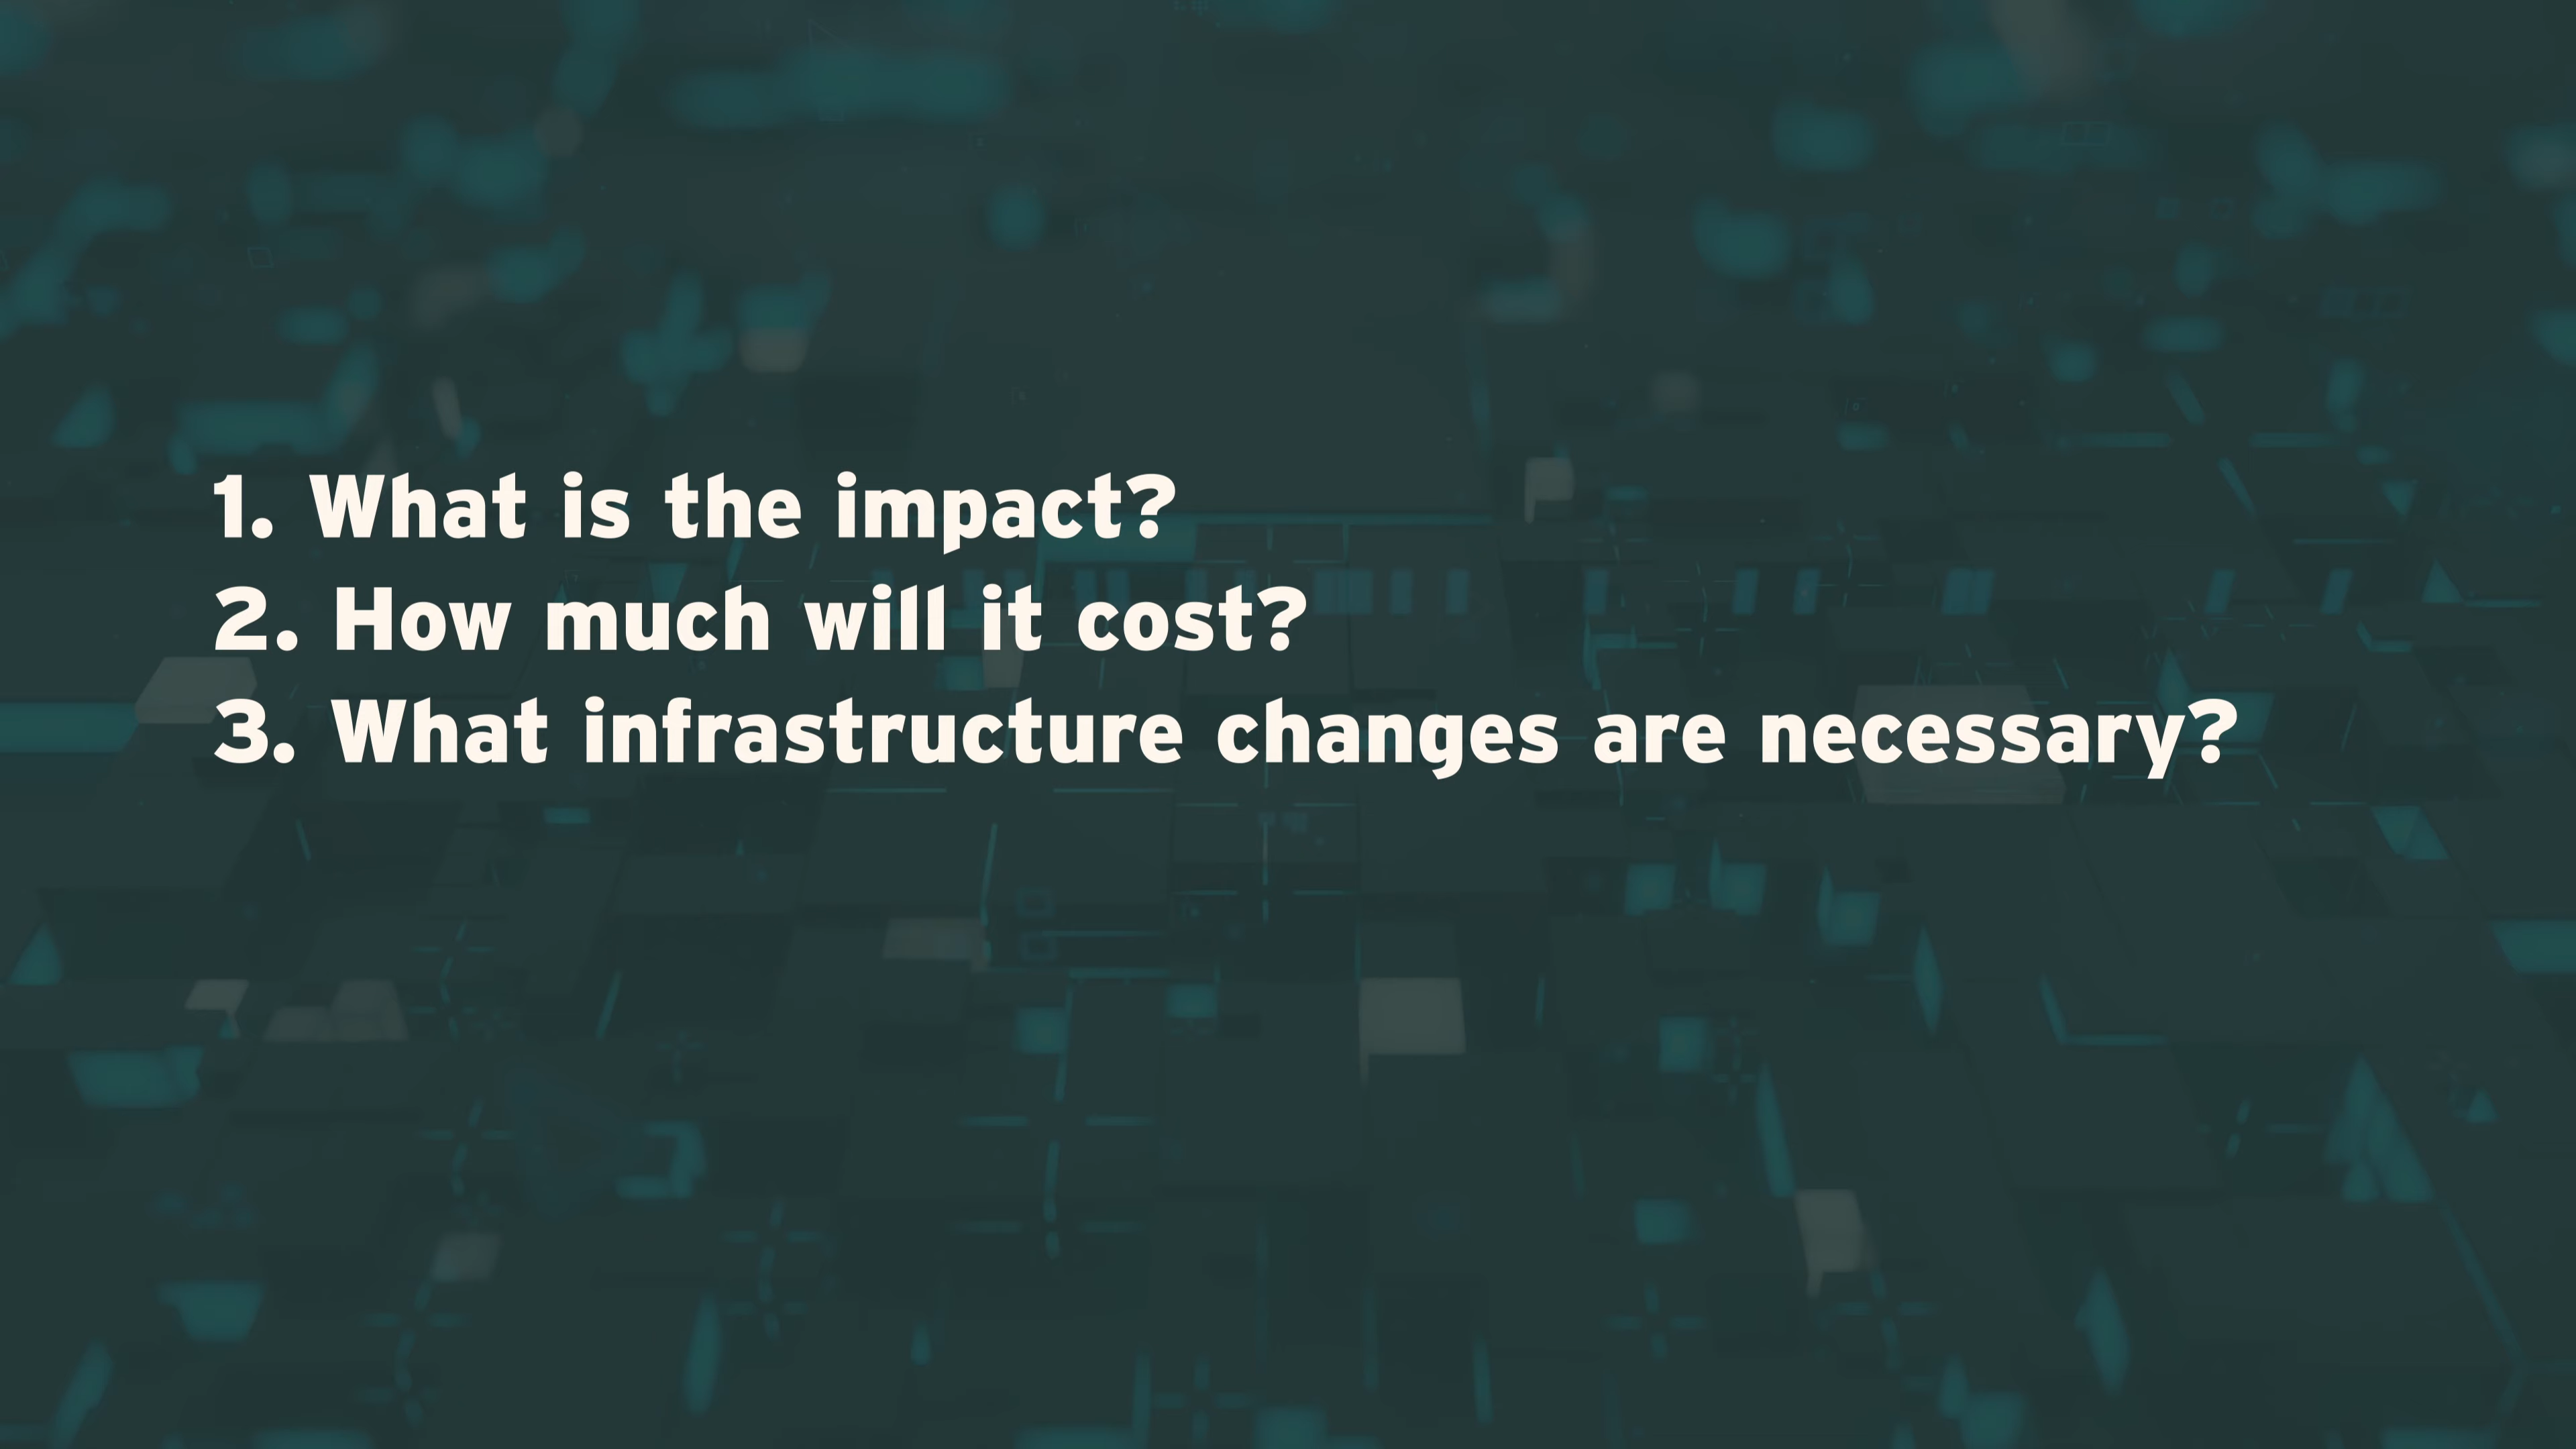 1. What is the impact?
2. How much will it cost?
3. What infrastructure changes are necessary?